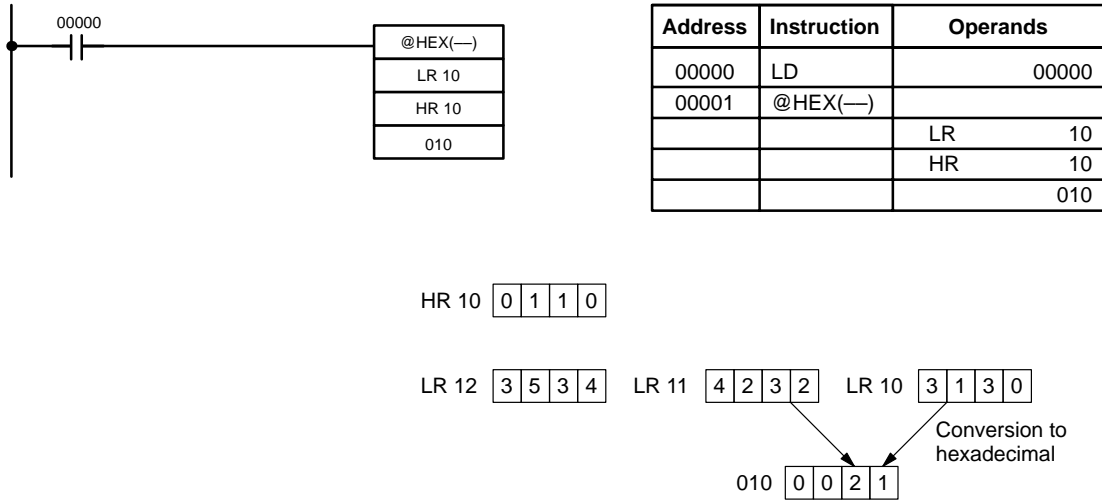 00000
@HEX(––)
LR 10
HR 10
010
Address Instruction Operands
00000 LD 00000
00001 @HEX(––)
LR 10
HR 10
010
HR 10 0 1 1 0
LR 12 3 5 3 4 LR 11 4 2 3 2 LR 10 3 1 3 0
Conversion to
hexadecimal
010 0 0 2 1